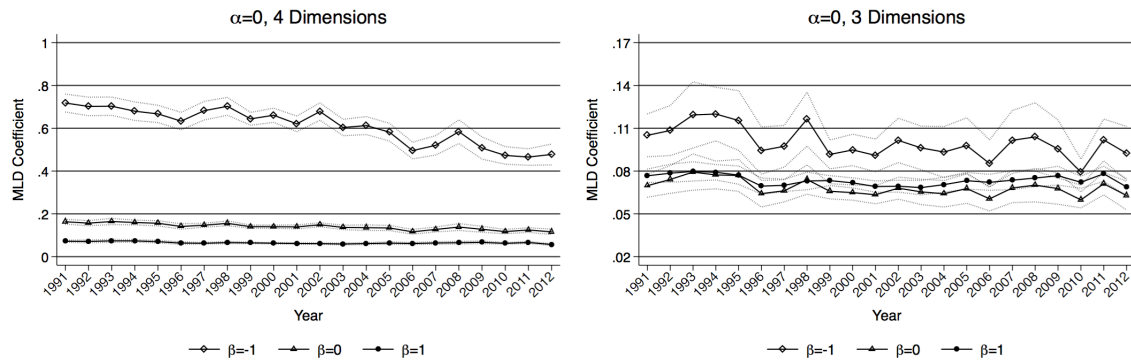 α=0, 4 Dimensions
MLD Coefficient
1
.8
.6
.4
.2
0
1991 1992 1993 1994 1995 1996 1997 1998 1999 2000 2001 2002 2003 2004 2005 2006 2007 2008 2009 2010 2011 2012
Year
β=-1 β=0 β=1
α=0, 3 Dimensions
MLD Coefficient
.17
.14
.11
.08
.05
.02
1991 1992 1993 1994 1995 1996 1997 1998 1999 2000 2001 2002 2003 2004 2005 2006 2007 2008 2009 2010 2011 2012
Year
β=-1 β=0 β=1